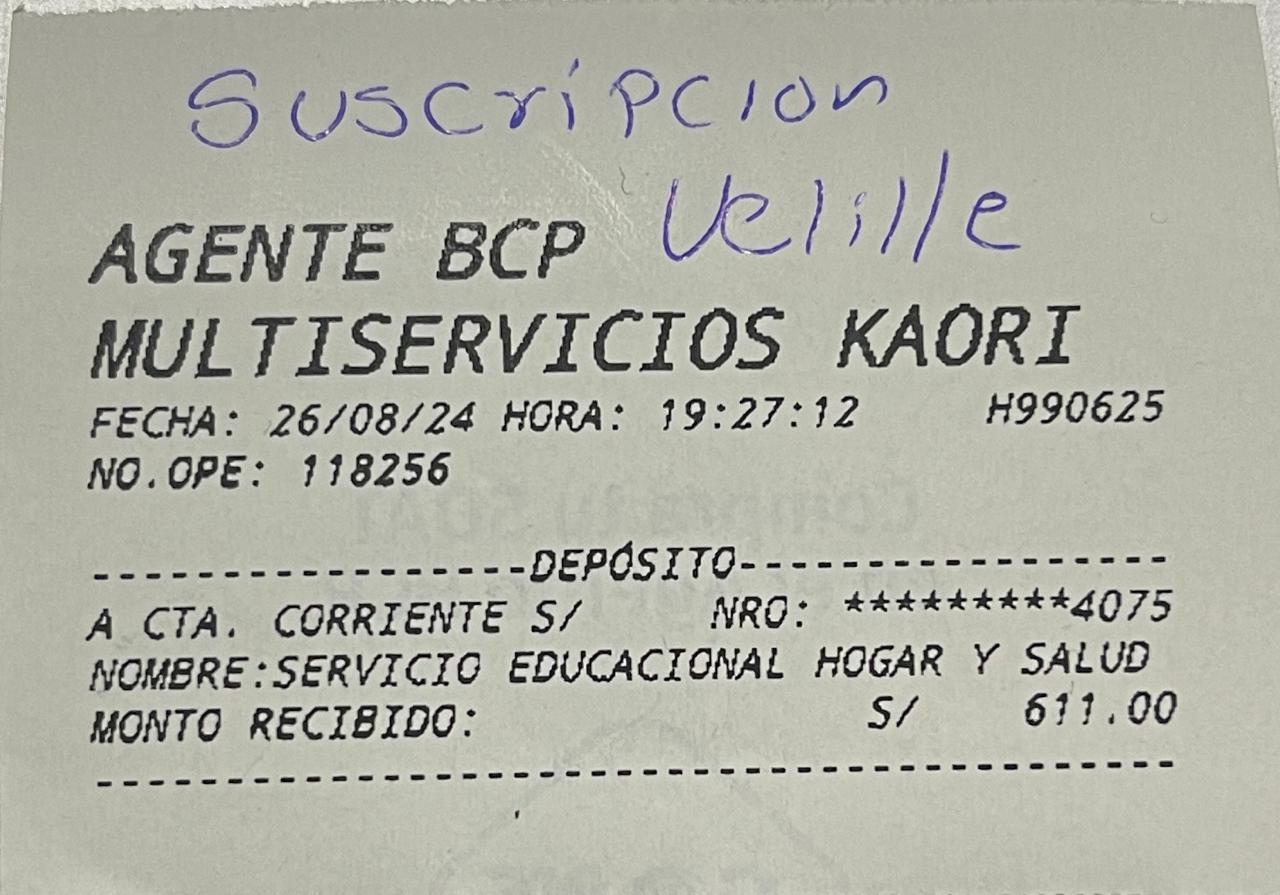 Suscripcion
Velille
AGENTE BCP
MULTISERVICIOS KAORI
FECHA: 26/08/24 HORA: 19:27:12 H990625
NO.OPE: 118256
------------------DEPÓSITO------------------
A CTA. CORRIENTE S/ NRO: *********4075
NOMBRE:SERVICIO EDUCACIONAL HOGAR Y SALUD
MONTO RECIBIDO: S/ 611.00